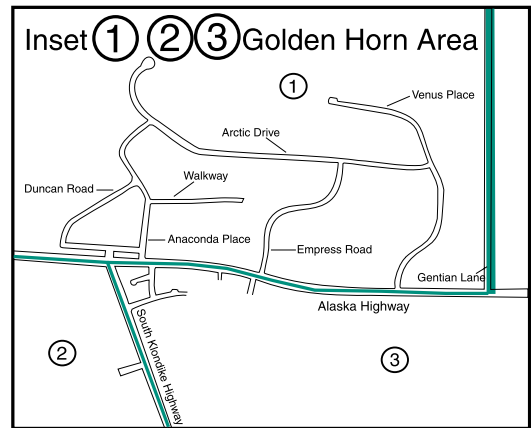 Inset 1 2 3 Golden Horn Area
1
Venus Place
Arctic Drive
Walkway
Duncan Road
Anaconda Place
Empress Road
Gentian Lane
Alaska Highway
South Klondike Highway
2
3